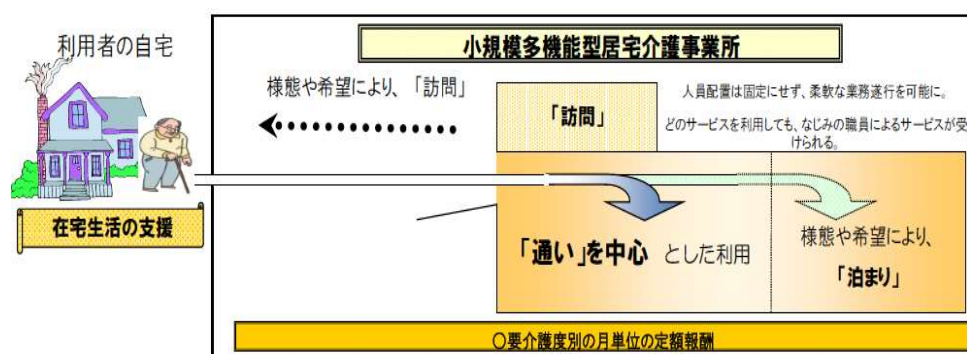 小規模多機能型居宅介護事業所
利用者の自宅
様態や希望により、「訪問」
「訪問」
人員配置は固定にせず、柔軟な業務遂行を可能に。
どのサービスを利用しても、なじみの職員によるサービスが受
けられる。
在宅生活の支援
「通い」を中心 とした利用
様態や希望により、
「泊まり」
〇要介護度別の月単位の定額報酬